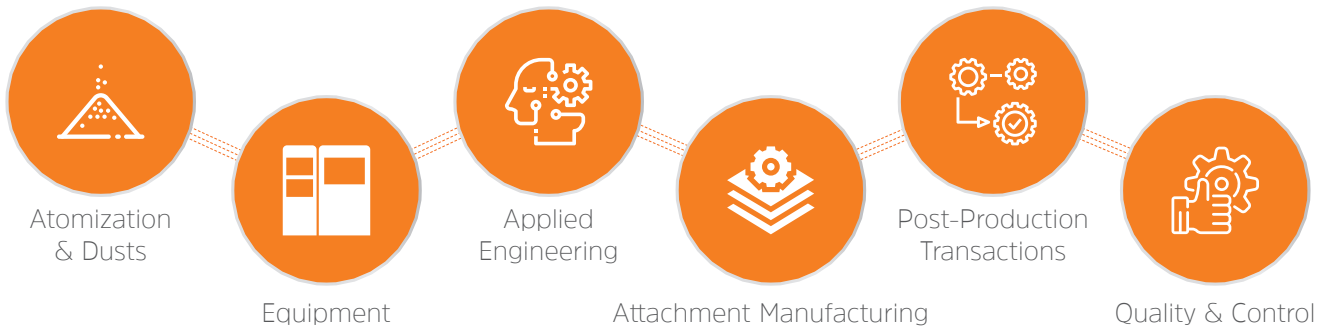 Atomization
& Dusts
Equipment
Applied
Engineering
Attachment Manufacturing
Post-Production
Transactions
Quality & Control